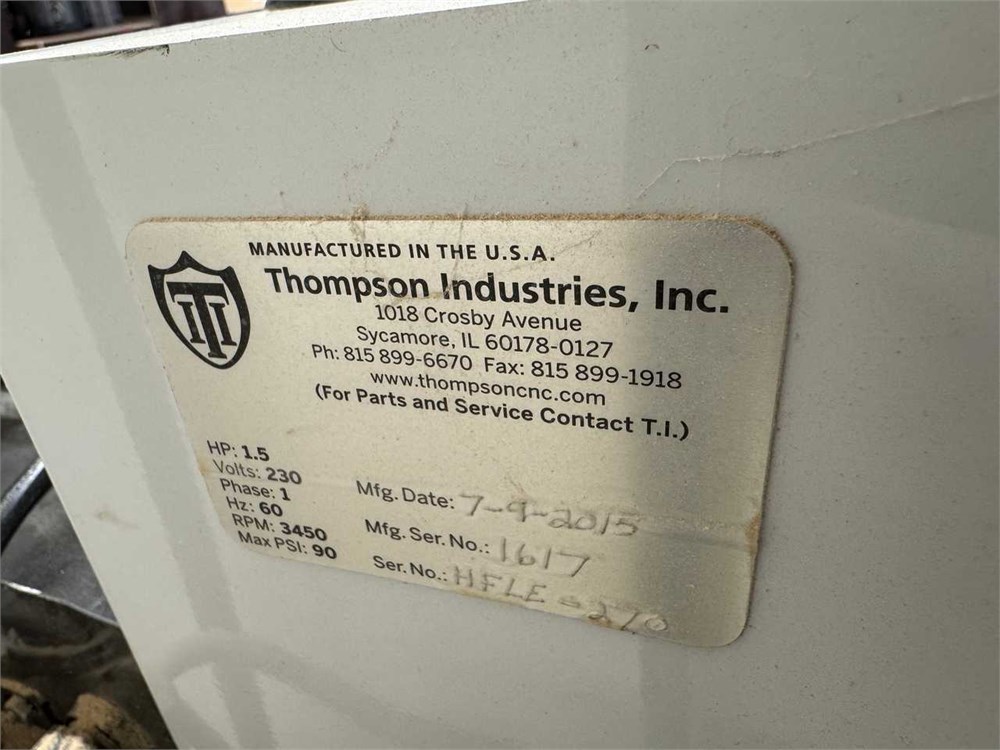 MANUFACTURED IN THE U.S.A.
TI
Thompson Industries, Inc.
1018 Crosby Avenue
Sycamore, IL 60178-0127
Ph: 815 899-6670 Fax: 815 899-1918
www.thompsoncnc.com
(For Parts and Service Contact T.I.)
HP: 1.5
Volts: 230
Phase: 1
Hz: 60
RPM: 3450
Max PSI: 90
Mfg. Date: 7-9-2015
Mfg. Ser. No.: 1617
Ser. No.: HFLE-270